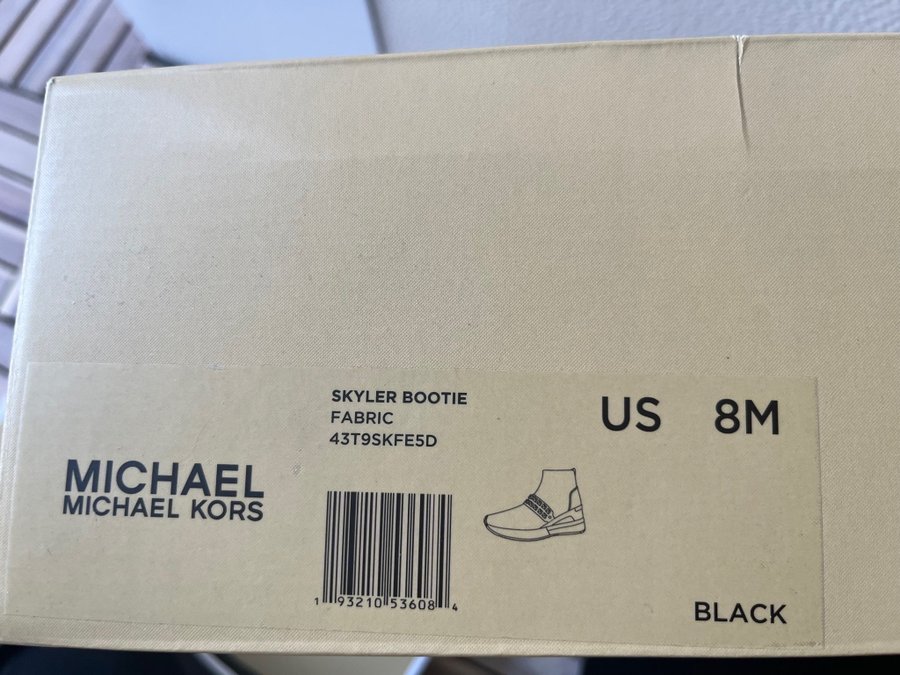 SKYLER BOOTIE
FABRIC
43T9SKFE5D
US 8M
MICHAEL
MICHAEL KORS
1 93210 53608 4
BLACK